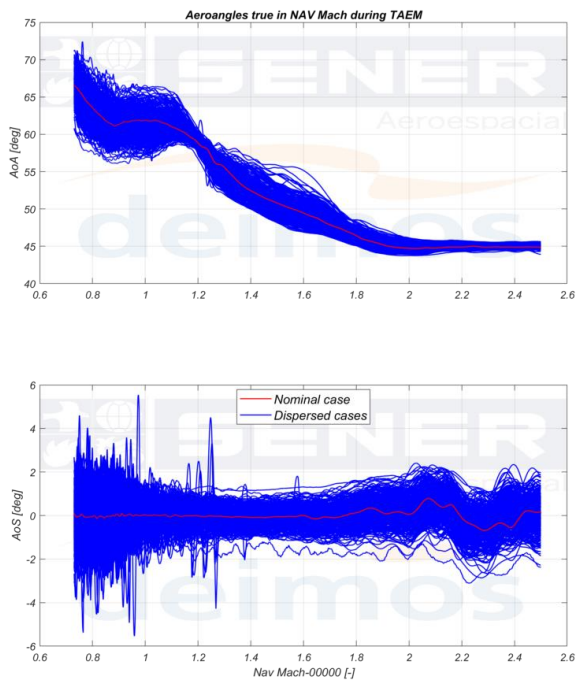 Aeroangles true in NAV Mach during TAEM
75
70
65
60
55
50
45
40
AoA [deg]
SENER
Aeroespacial
deimos
0.6 0.8 1 1.2 1.4 1.6 1.8 2 2.2 2.4 2.6
6
4
2
0
-2
-4
-6
AoS [deg]
Nominal case
Dispersed cases
SENER
deimos
0.6 0.8 1 1.2 1.4 1.6 1.8 2 2.2 2.4 2.6
Nav Mach-00000 [-]